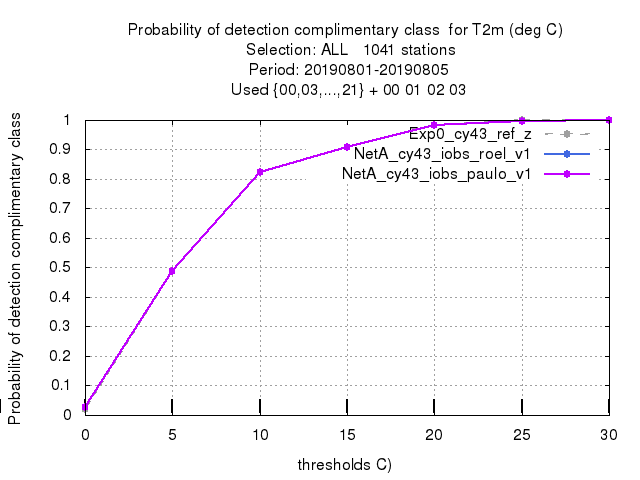 Probability of detection complimentary class  for T2m (deg C)
Selection: ALL   1041 stations
Period: 20190801-20190805
Used {00,03,...,21} + 00 01 02 03
Probability of detection complimentary class
1
0.9
0.8
0.7
0.6
0.5
0.4
0.3
0.2
0.1
0
Exp0_cy43_ref_z
NetA_cy43_iobs_roel_v1
NetA_cy43_iobs_paulo_v1
0 5 10 15 20 25 30
thresholds C)